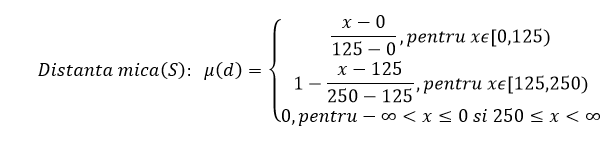 x − 0
125 − 0 , pentru xϵ[0,125)
Distanta mica(S): μ(d) = {
1 − x − 125
250 − 125 , pentru xϵ[125,250)
0, pentru − ∞ < x ≤ 0 si 250 ≤ x < ∞